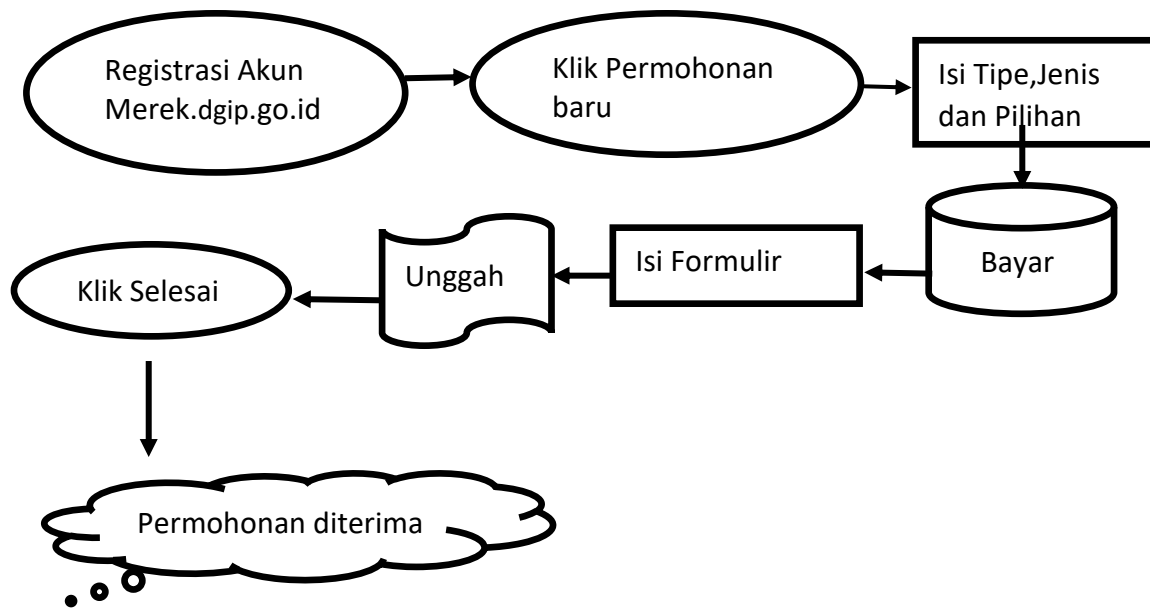 Registrasi Akun
Merek.dgip.go.id
Klik Permohonan
baru
Isi Tipe,Jenis
dan Pilihan
Bayar
Isi Formulir
Unggah
Klik Selesai
Permohonan diterima